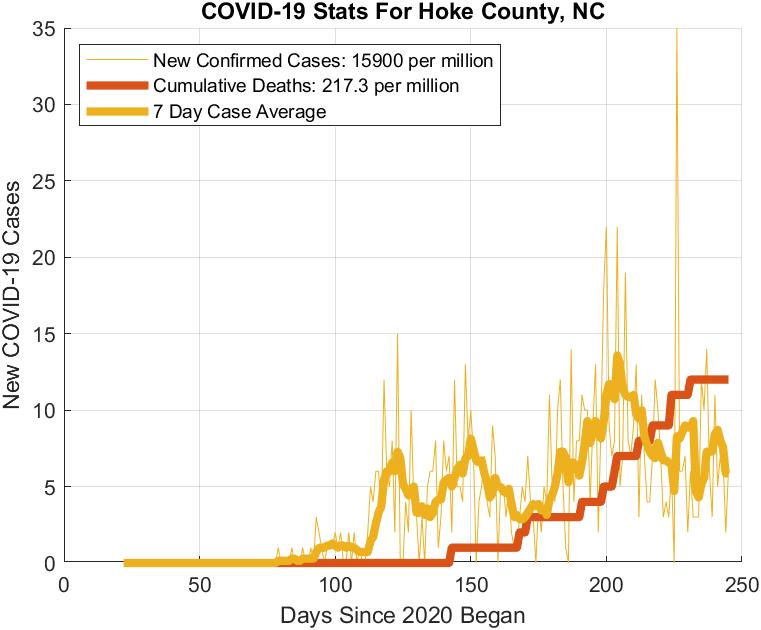 COVID-19 Stats For Hoke County, NC
New Confirmed Cases: 15900 per million
Cumulative Deaths: 217.3 per million
7 Day Case Average
New COVID-19 Cases
35
30
25
20
15
10
5
0
0 50 100 150 200 250
Days Since 2020 Began